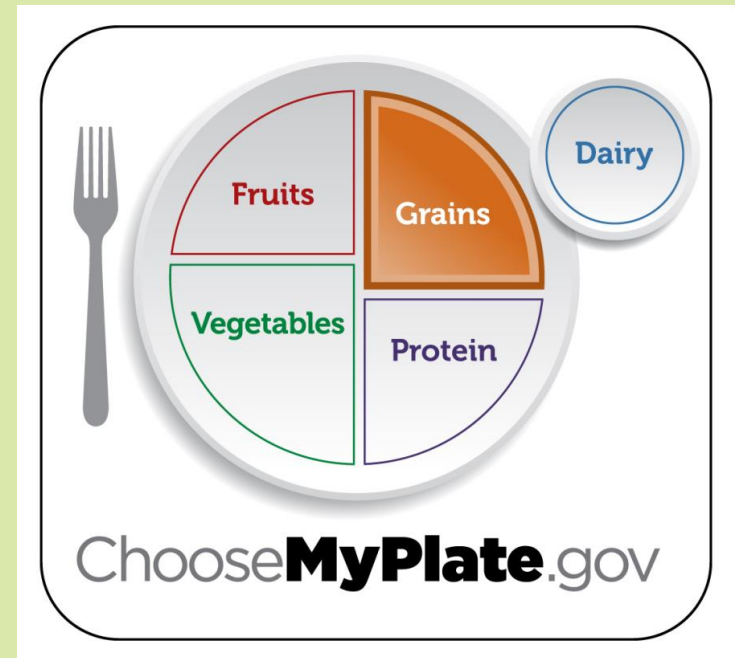 Fruits
Grains
Dairy
Vegetables
Protein
ChooseMyPlate.gov